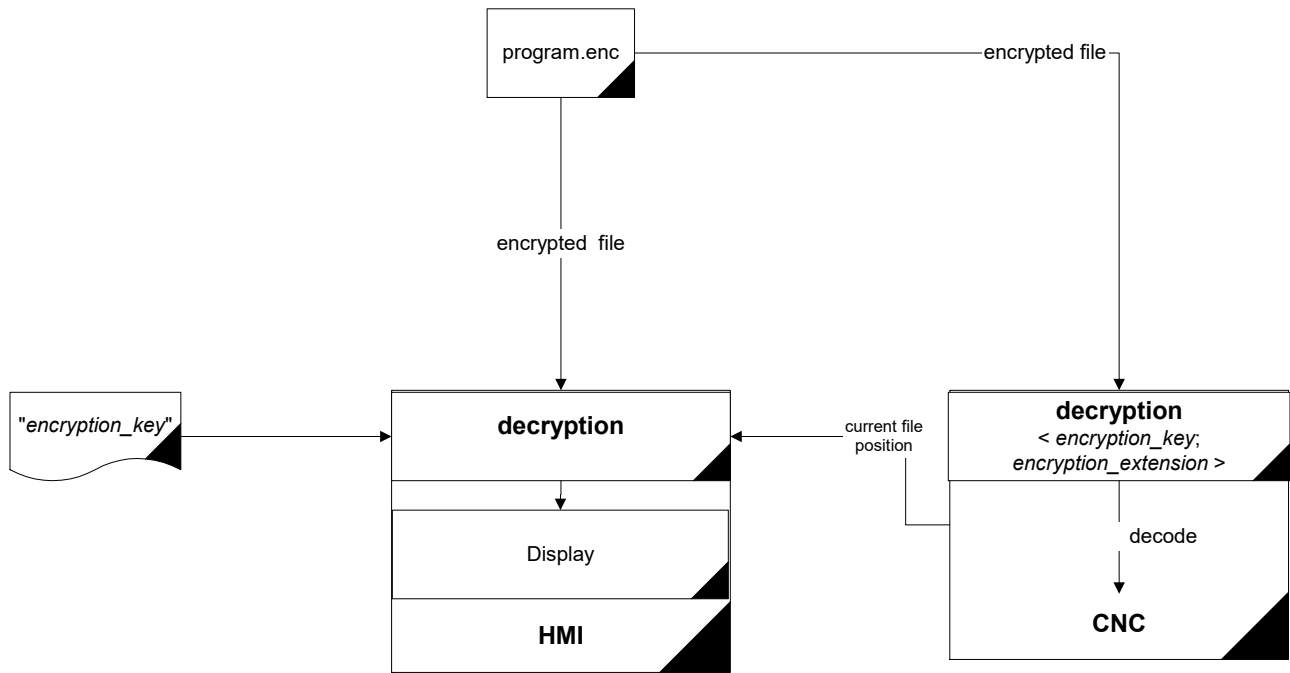 program.enc
encrypted file
encrypted  file
"encryption_key"
decryption
current file
position
decryption
< encryption_key;
encryption_extension >
Display
decode
HMI
CNC